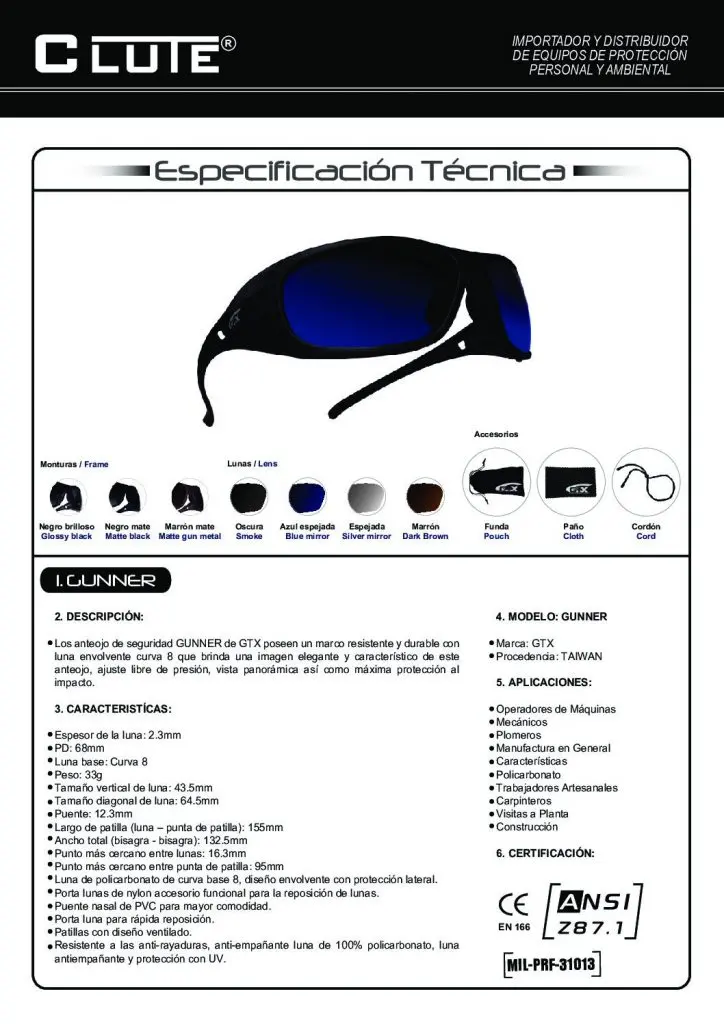 CLUTE®
IMPORTADOR Y DISTRIBUIDOR
DE EQUIPOS DE PROTECCIÓN
PERSONAL Y AMBIENTAL
Especificación Técnica
Accesorios
Monturas / Frame
Lunas / Lens
Negro brilloso
Glossy black
Negro mate
Matte black
Marrón mate
Matte gun metal
Oscura
Smoke
Azul espejada
Blue mirror
Espejada
Silver mirror
Marrón
Dark Brown
Funda
Pouch
Paño
Cloth
Cordón
Cord
1. GUNNER
2. DESCRIPCIÓN:
● Los anteojo de seguridad GUNNER de GTX poseen un marco resistente y durable con
luna envolvente curva 8 que brinda una imagen elegante y característico de este
anteojo, ajuste libre de presión, vista panorámica así como máxima protección al
impacto.
3. CARACTERISTÍCAS:
● Espesor de la luna: 2.3mm
● PD: 68mm
● Luna base: Curva 8
● Peso: 33g
● Tamaño vertical de luna: 43.5mm
● Tamaño diagonal de luna: 64.5mm
● Puente: 12.3mm
● Largo de patilla (luna – punta de patilla): 155mm
● Ancho total (bisagra - bisagra): 132.5mm
● Punto más cercano entre lunas: 16.3mm
● Punto más cercano entre punta de patilla: 95mm
● Luna de policarbonato de curva base 8, diseño envolvente con protección lateral.
● Porta lunas de nylon accesorio funcional para la reposición de lunas.
● Puente nasal de PVC para mayor comodidad.
● Porta luna para rápida reposición.
● Patillas con diseño ventilado.
● Resistente a las anti-rayaduras, anti-empañante luna de 100% policarbonato, luna
antiempañante y protección con UV.
4. MODELO: GUNNER
● Marca: GTX
● Procedencia: TAIWAN
5. APLICACIONES:
● Operadores de Máquinas
● Mecánicos
● Plomeros
● Manufactura en General
● Características
● Policarbonato
● Trabajadores Artesanales
● Carpinteros
● Visitas a Planta
● Construcción
6. CERTIFICACIÓN:
CE
EN 166
ANSI
Z87.1
MIL-PRF-31013